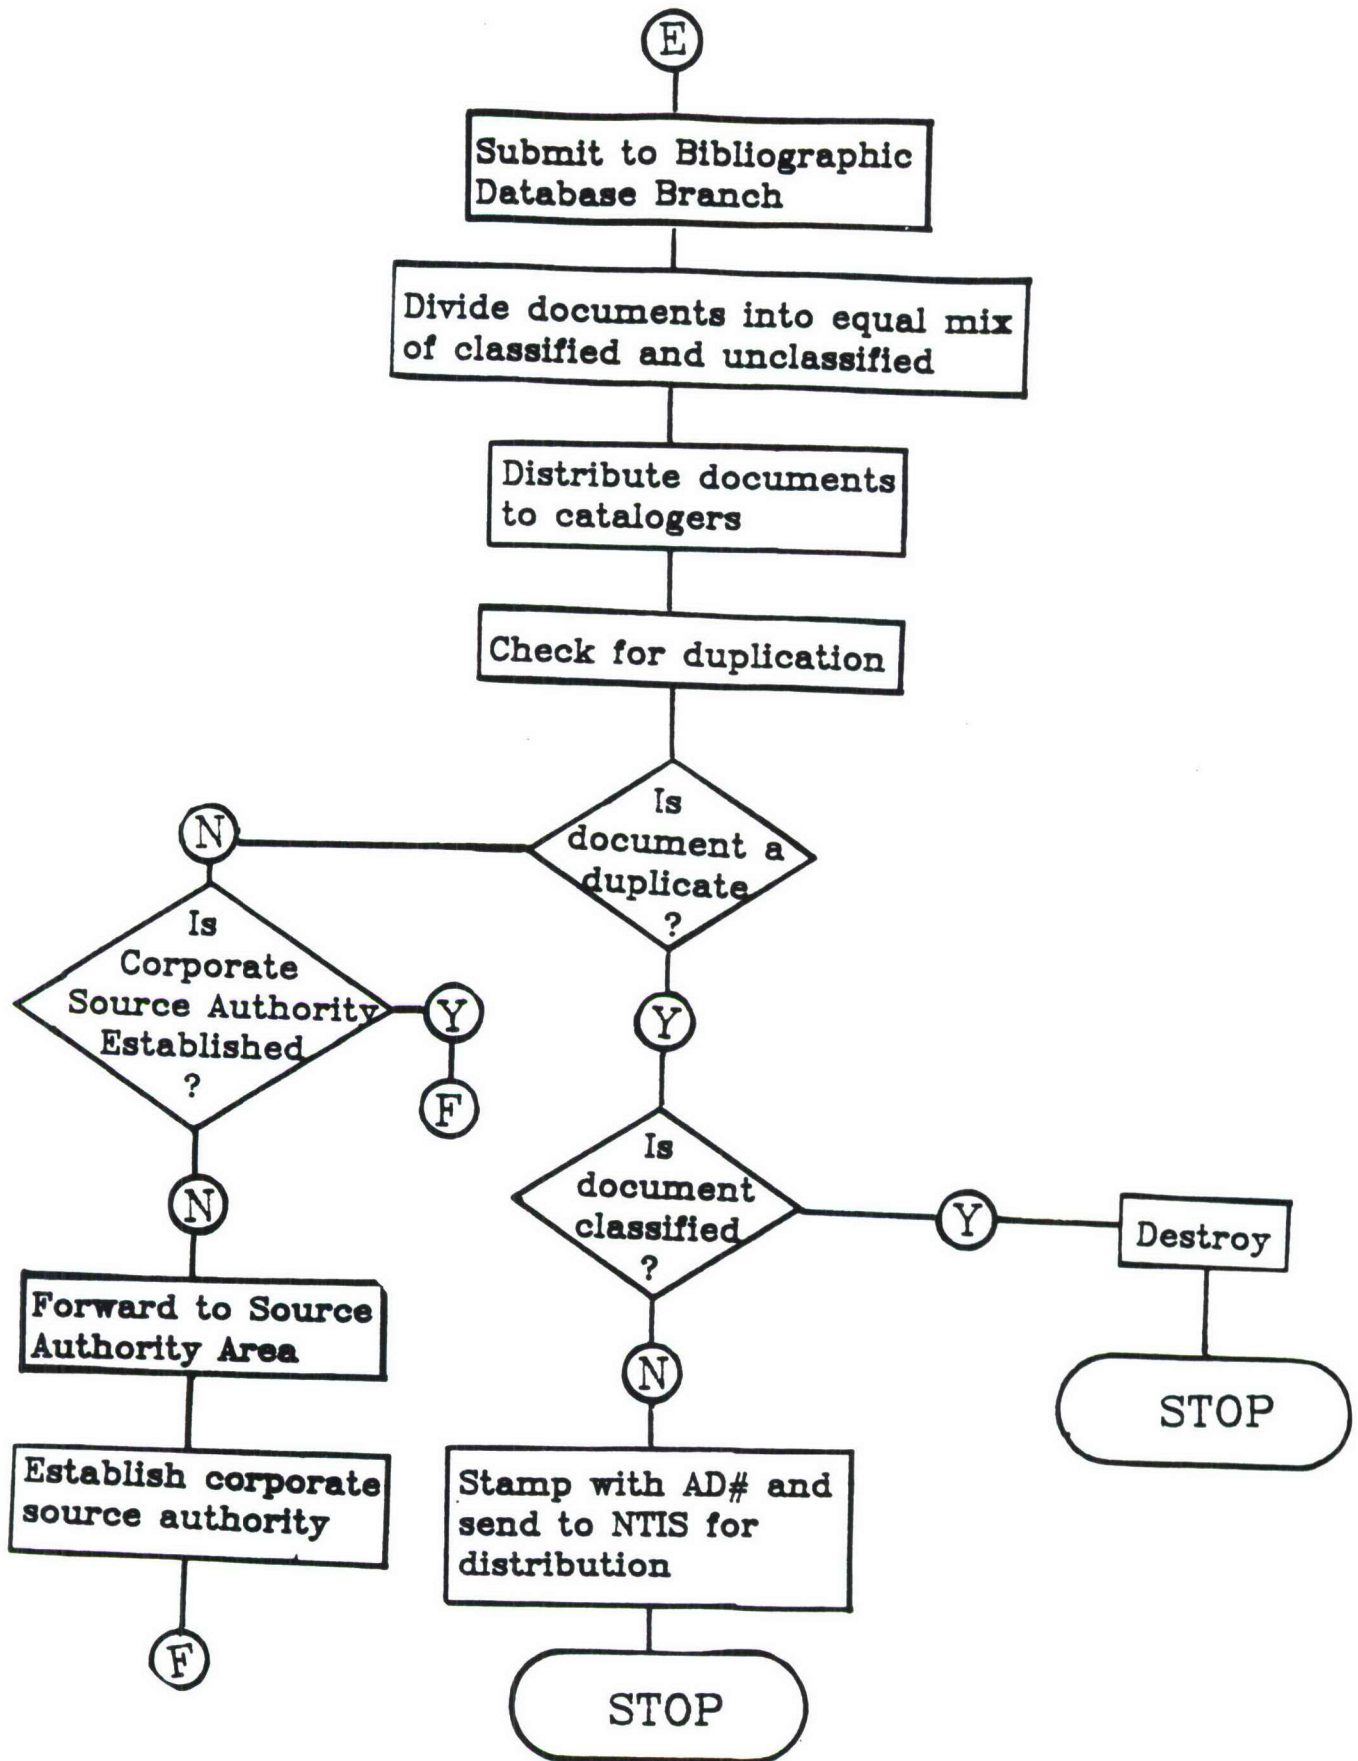 E
Submit to Bibliographic
Database Branch
Divide documents into equal mix
of classified and unclassified
Distribute documents
to catalogers
Check for duplication
Is
document a
duplicate
?
N
Is
Corporate
Source Authority
Established
?
Y
F
N
Forward to Source
Authority Area
Establish corporate
source authority
F
Y
Is
document
classified
?
Y
Destroy
STOP
N
Stamp with AD# and
send to NTIS for
distribution
STOP